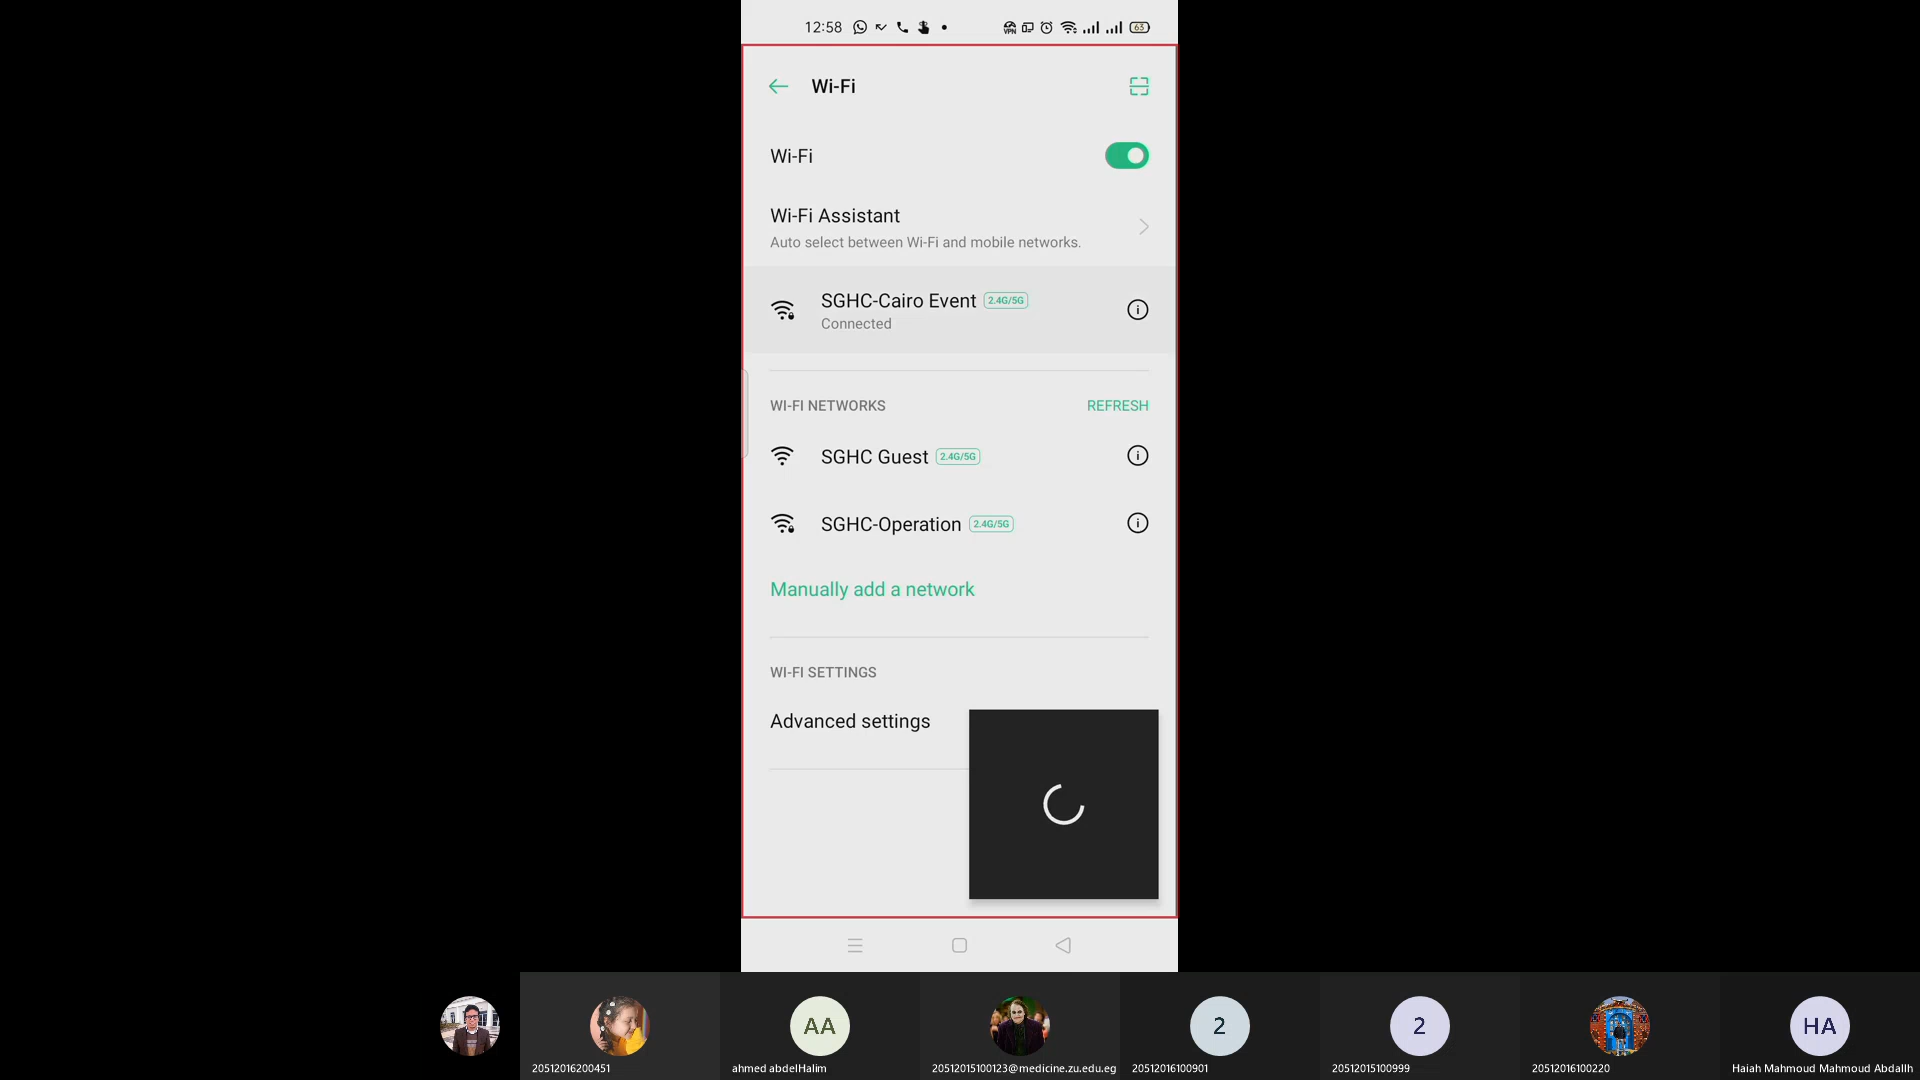 12:58
VPN
63
Wi-Fi
Wi-Fi
Wi-Fi Assistant
Auto select between Wi-Fi and mobile networks.
SGHC-Cairo Event 2.4G/5G
Connected
WI-FI NETWORKS REFRESH
SGHC Guest 2.4G/5G
SGHC-Operation 2.4G/5G
Manually add a network
WI-FI SETTINGS
Advanced settings
AA 2 2 HA
20512016200451 ahmed abdelHalim 20512015100123@medicine.zu.edu.eg 20512016100901 20512015100999 20512016100220 Haiah Mahmoud Mahmoud Abdallh